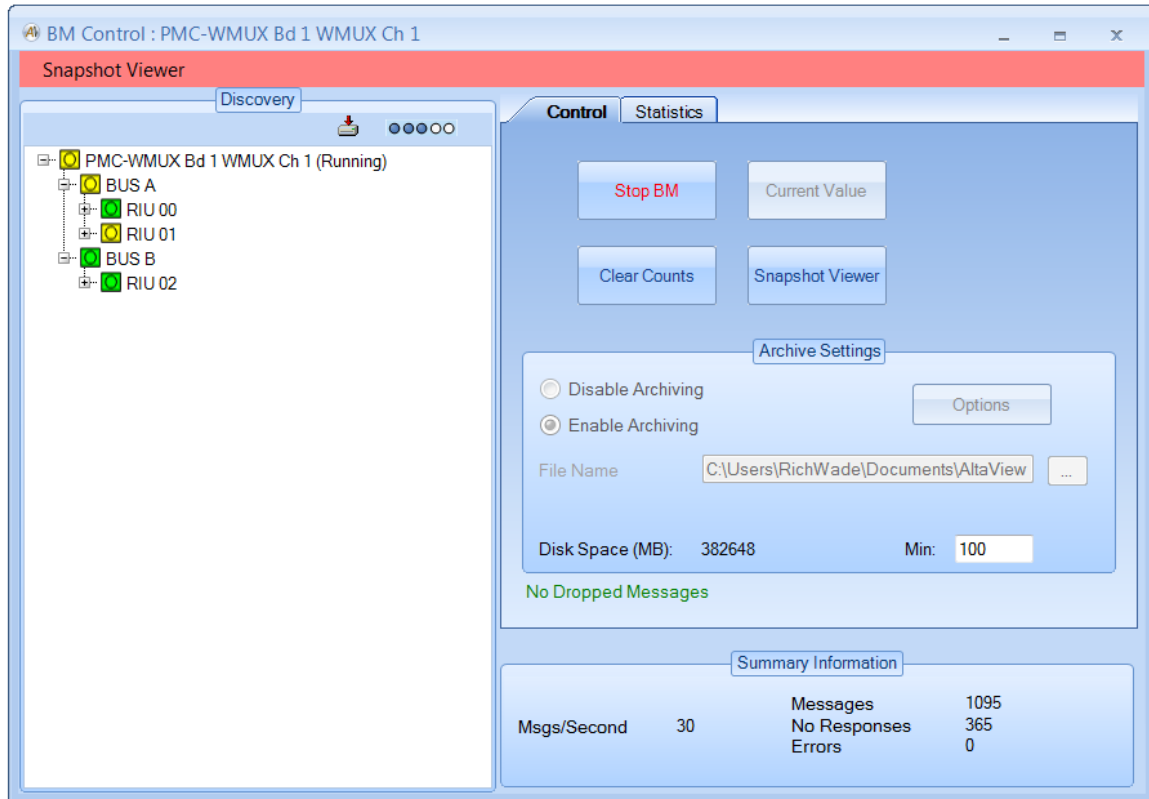 BM Control : PMC-WMUX Bd 1 WMUX Ch 1
Snapshot Viewer
Discovery
PMC-WMUX Bd 1 WMUX Ch 1 (Running)
BUS A
RIU 00
RIU 01
BUS B
RIU 02
Control Statistics
Stop BM Current Value
Clear Counts Snapshot Viewer
Archive Settings
Disable Archiving
Options
Enable Archiving
File Name C:\Users\RichWade\Documents\AltaView ...
Disk Space (MB): 382648 Min: 100
No Dropped Messages
Summary Information
Messages 1095
Msgs/Second 30 No Responses 365
Errors 0